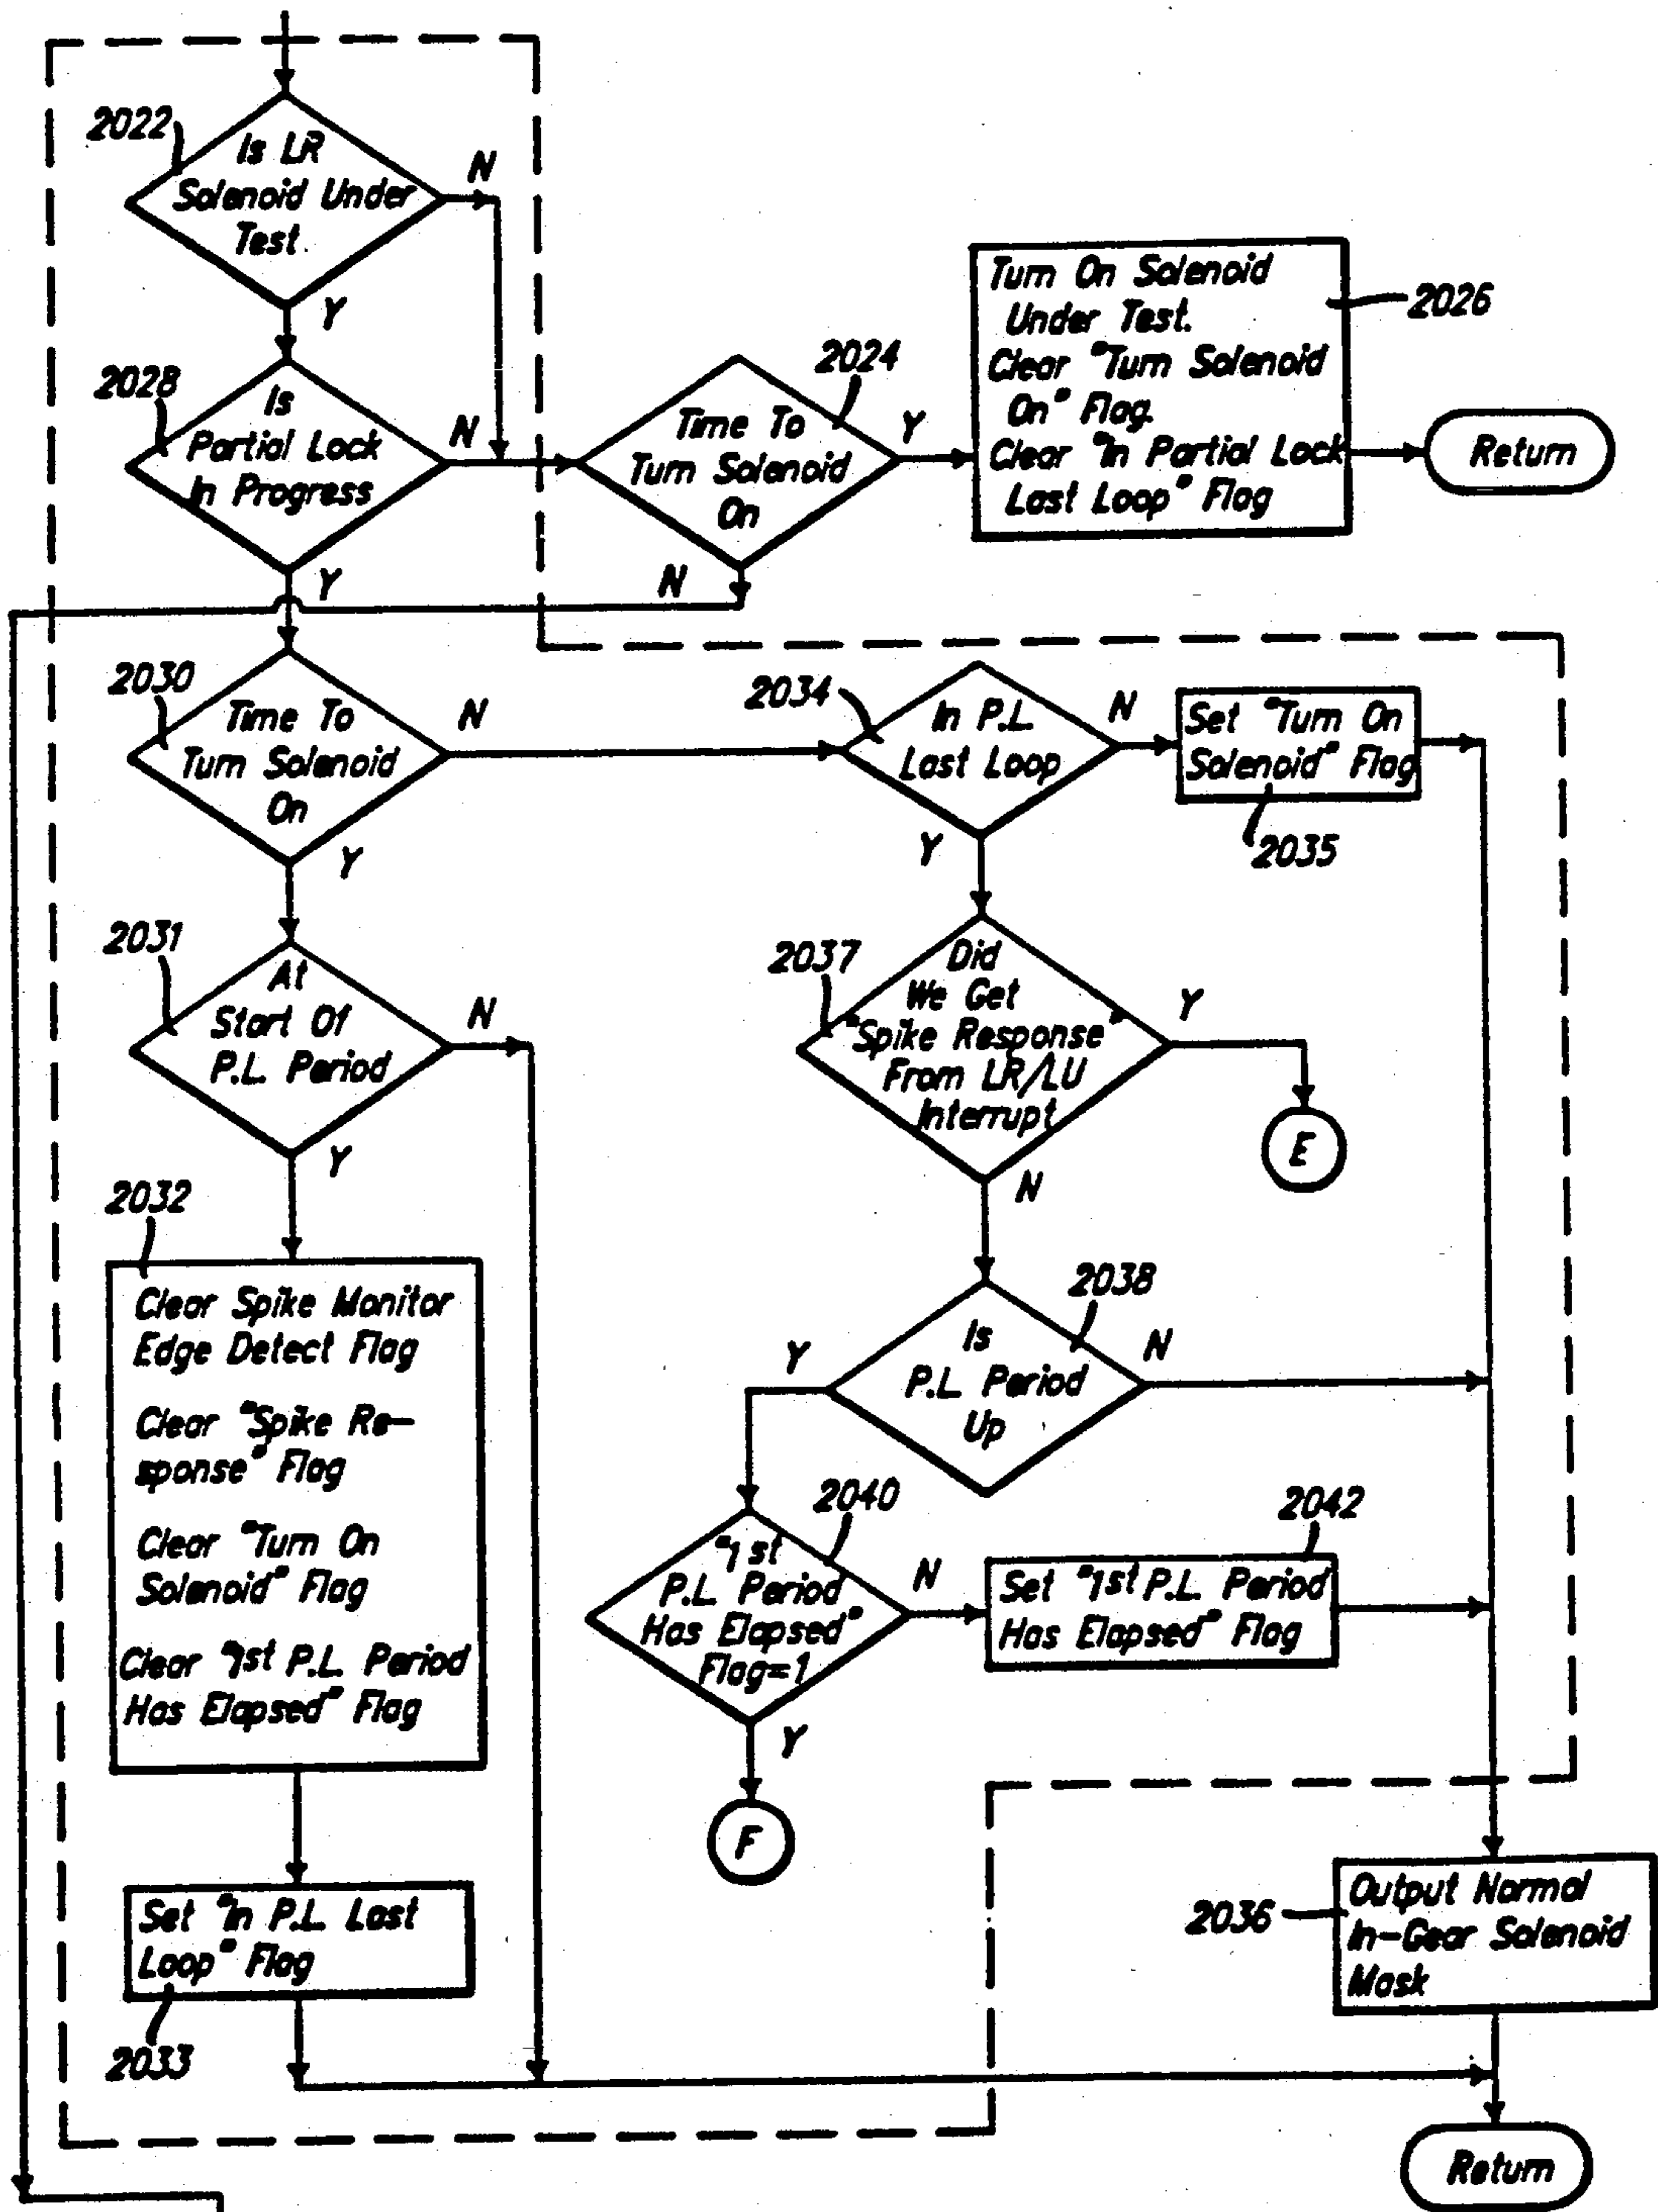 2022
Is LR
Solenoid Under
Test.
N
Y
2028
Is
Partial Lock
In Progress
N
Y
2024
Time To
Turn Solenoid
On
Y
N
Turn On Solenoid
Under Test.
Clear "Turn Solenoid
On" Flag.
Clear "In Partial Lock
Last Loop" Flag
2026
Return
2030
Time To
Turn Solenoid
On
N
Y
2034
In P.L.
Last Loop
N
Y
Set "Turn On
Solenoid" Flag
2035
2031
At
Start Of
P.L. Period
N
Y
2037
Did
We Get
"Spike Response"
From LR/LU
Interrupt
Y
N
E
2032
Clear Spike Monitor
Edge Detect Flag
Clear "Spike Re-
sponse" Flag
Clear "Turn On
Solenoid" Flag
Clear "1st P.L. Period
Has Elapsed" Flag
2038
Is
P.L. Period
Up
Y
N
2040
"1st
P.L. Period
Has Elapsed"
Flag=1
N
Y
2042
Set "1st P.L. Period
Has Elapsed" Flag
F
Set "In P.L. Last
Loop" Flag
2033
2036
Output Normal
In-Gear Solenoid
Mask
Return